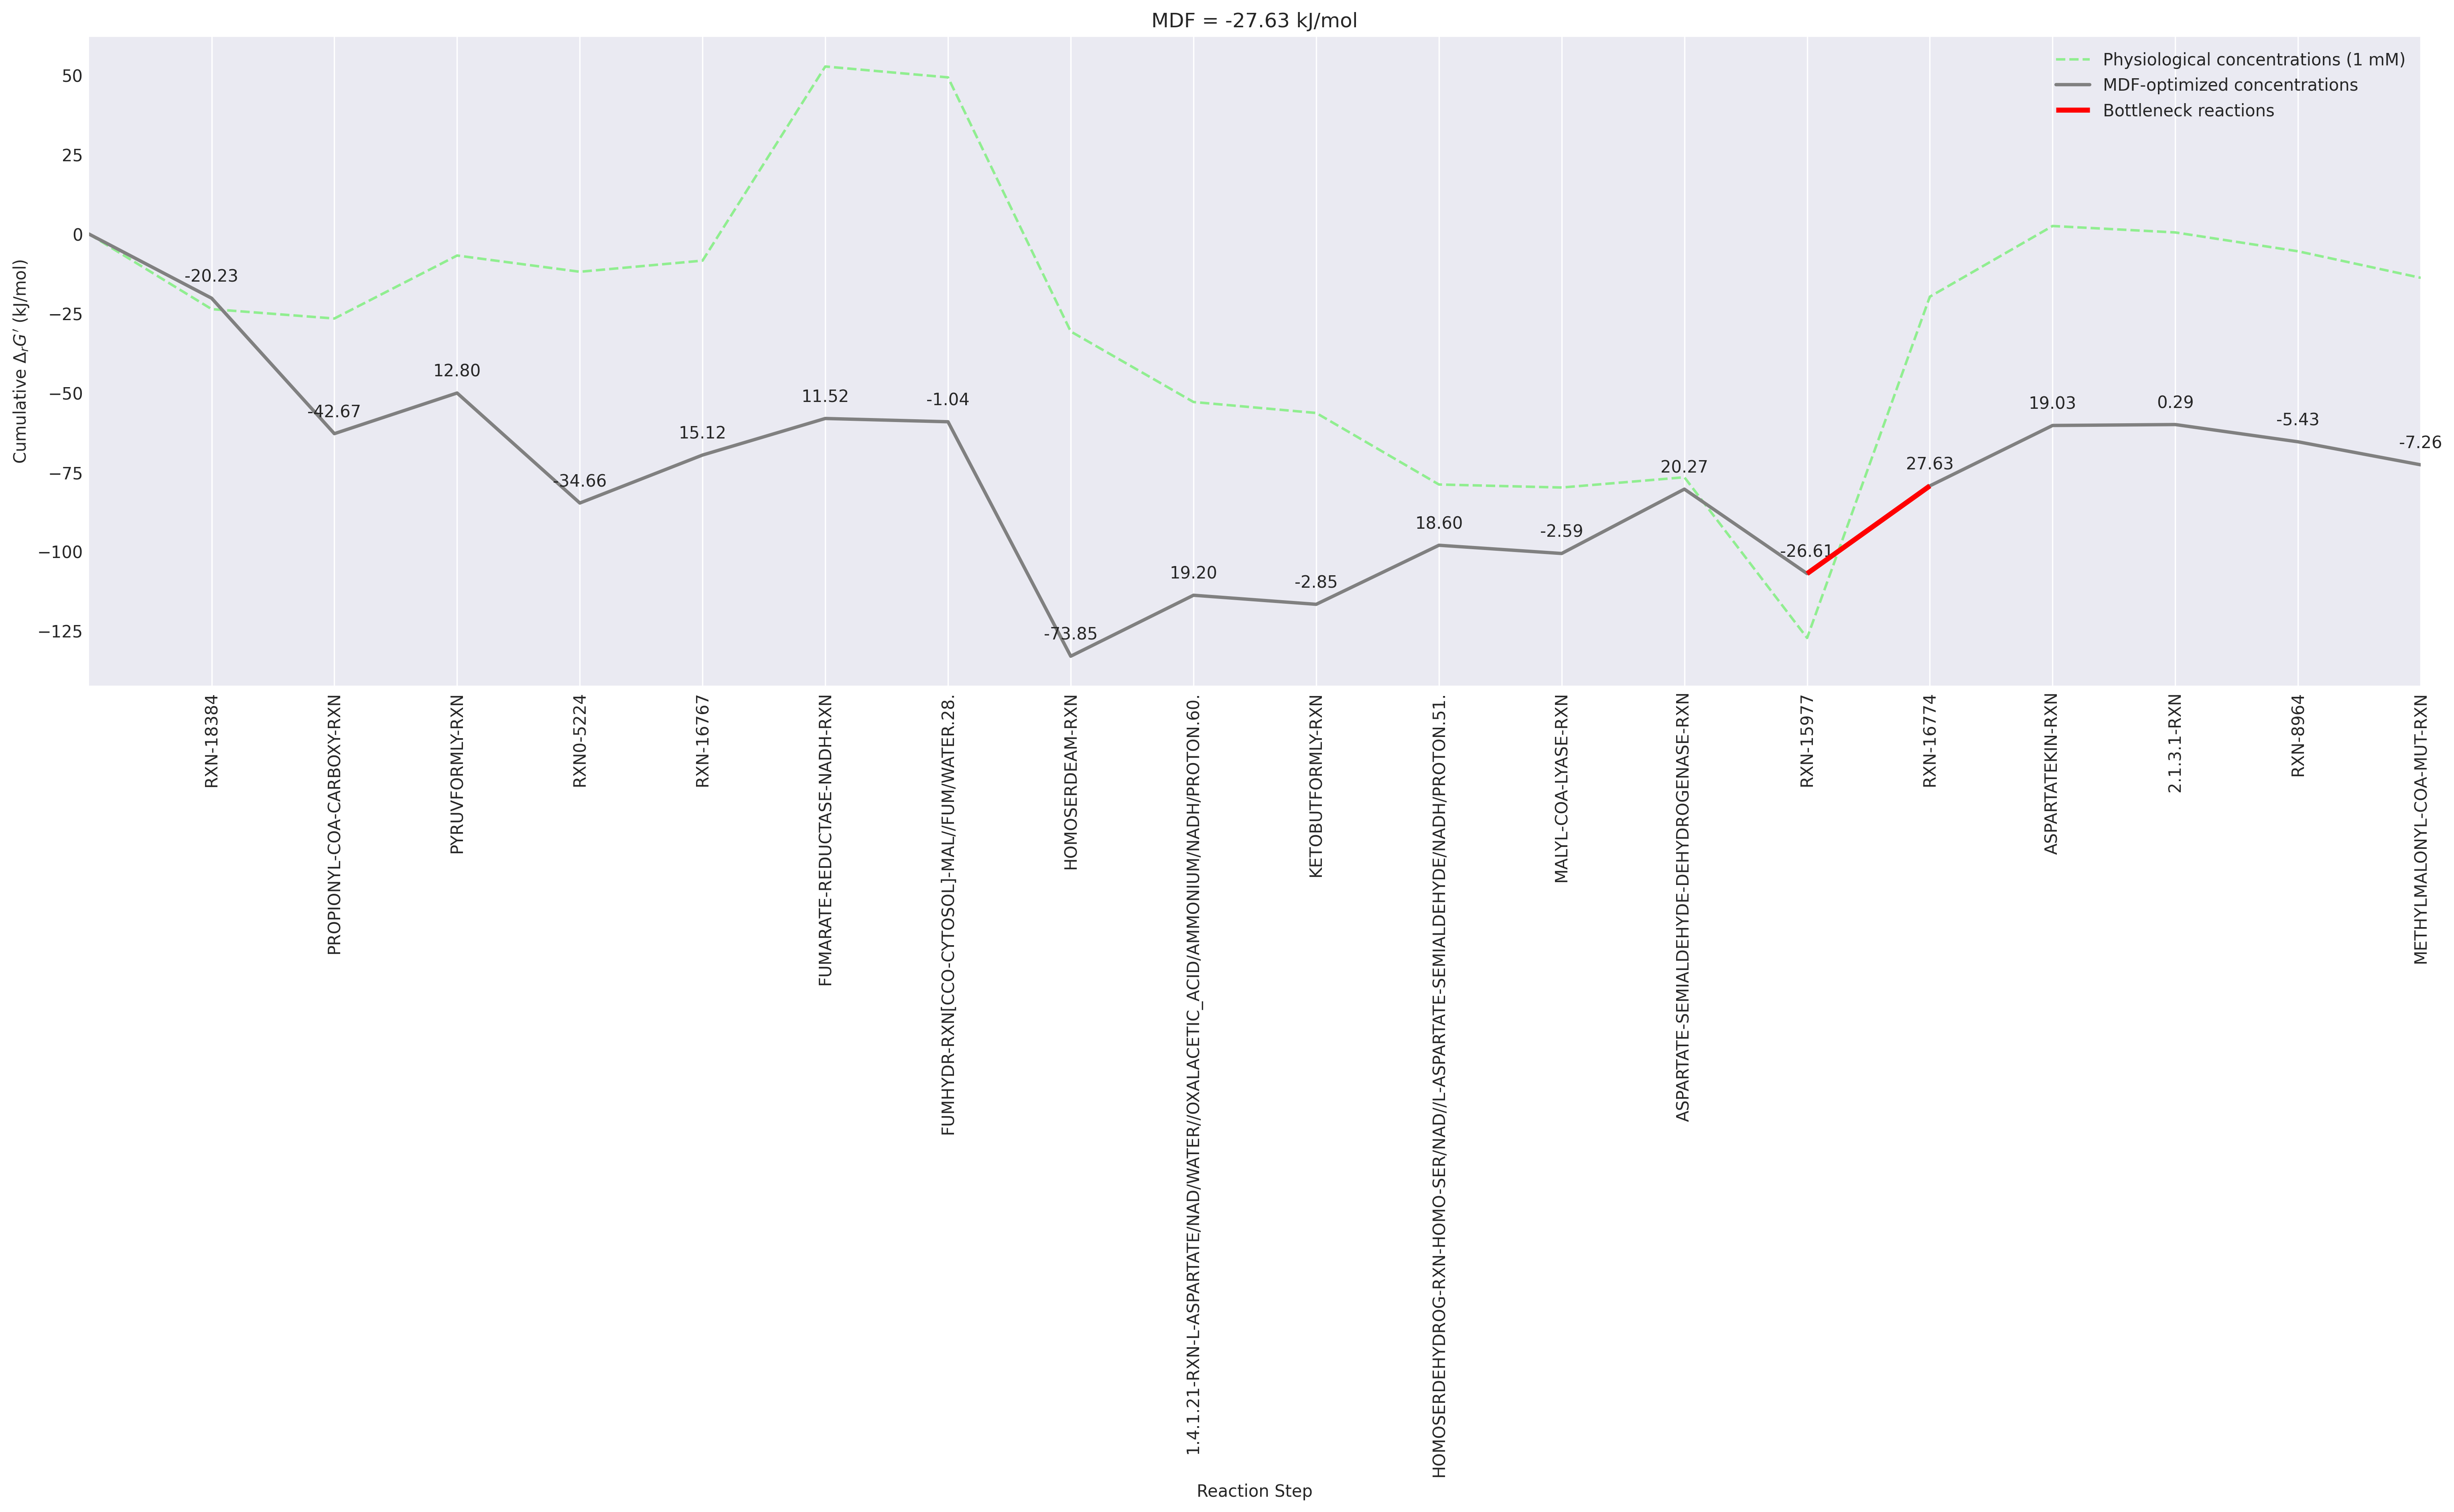 MDF = -27.63 kJ/mol
Physiological concentrations (1 mM)
MDF-optimized concentrations
Bottleneck reactions
Cumulative ΔrG′ (kJ/mol)
50
25
0
−25
−50
−75
−100
−125
-20.23
-42.67
12.80
-34.66
15.12
11.52
-1.04
-73.85
19.20
-2.85
18.60
-2.59
20.27
-26.61
27.63
19.03
0.29
-5.43
-7.26
RXN-18384
PROPIONYL-COA-CARBOXY-RXN
PYRUVFORMLY-RXN
RXN0-5224
RXN-16767
FUMARATE-REDUCTASE-NADH-RXN
FUMHYDR-RXN[CCO-CYTOSOL]-MAL//FUM/WATER.28.
HOMOSERDEAM-RXN
1.4.1.21-RXN-L-ASPARTATE/NAD/WATER//OXALACETIC_ACID/AMMONIUM/NADH/PROTON.60.
KETOBUTFORMLY-RXN
HOMOSERDEHYDROG-RXN-HOMO-SER/NAD//L-ASPARTATE-SEMIALDEHYDE/NADH/PROTON.51.
MALYL-COA-LYASE-RXN
ASPARTATE-SEMIALDEHYDE-DEHYDROGENASE-RXN
RXN-15977
RXN-16774
ASPARTATEKIN-RXN
2.1.3.1-RXN
RXN-8964
METHYLMALONYL-COA-MUT-RXN
Reaction Step